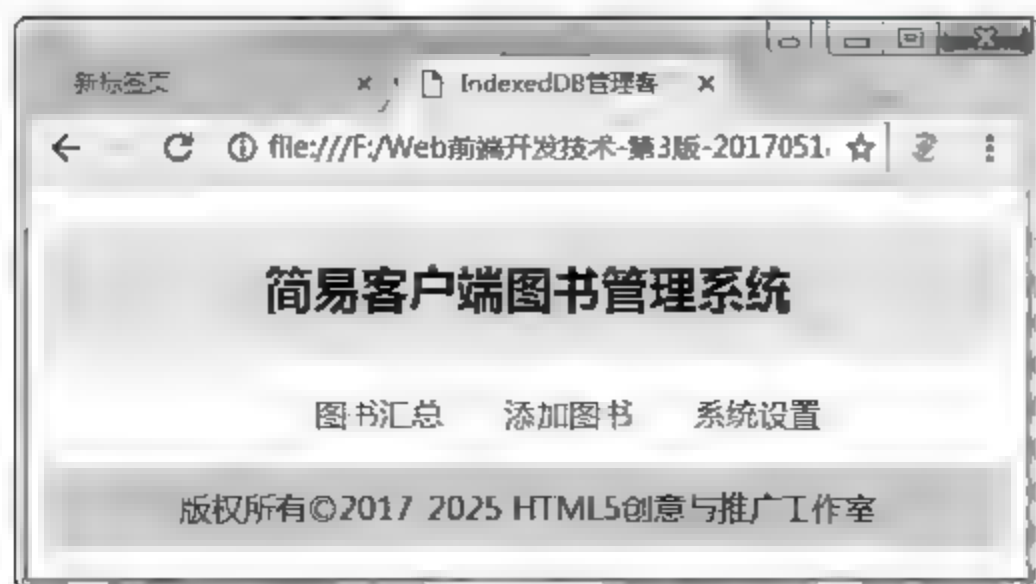 新标签页 IndexedDB管理客
file:///F:/Web前端开发技术-第3版-2017051
简易客户端图书管理系统
图书汇总 添加图书 系统设置
版权所有©2017 2025 HTML5创意与推广工作室